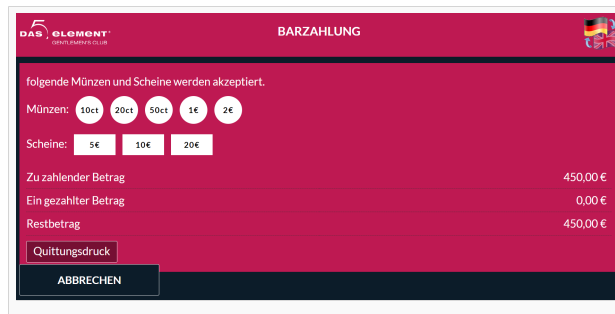 DAS 5 ELEMENT
GENTLEMEN'S CLUB
BARZAHLUNG
folgende Münzen und Scheine werden akzeptiert.
Münzen: 10ct 20ct 50ct 1€ 2€
Scheine: 5€ 10€ 20€
Zu zahlender Betrag 450,00 €
Ein gezahlter Betrag 0,00 €
Restbetrag 450,00 €
Quittungsdruck
ABBRECHEN